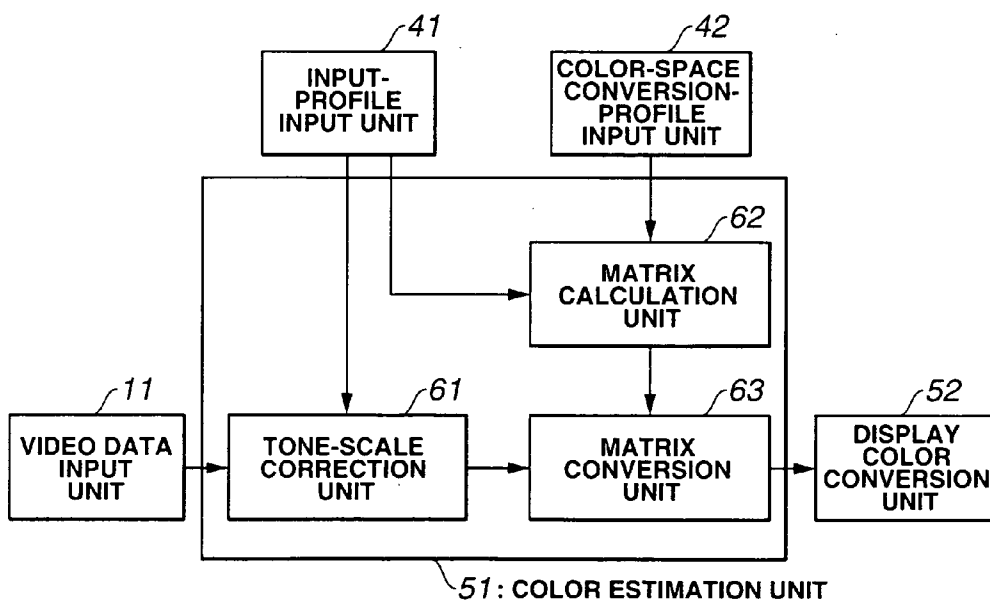 41
42
INPUT-
PROFILE
INPUT UNIT
COLOR-SPACE
CONVERSION-
PROFILE
INPUT UNIT
62
MATRIX
CALCULATION
UNIT
11
61
63
52
VIDEO DATA
INPUT
UNIT
TONE-SCALE
CORRECTION
UNIT
MATRIX
CONVERSION
UNIT
DISPLAY
COLOR
CONVERSION
UNIT
51: COLOR ESTIMATION UNIT